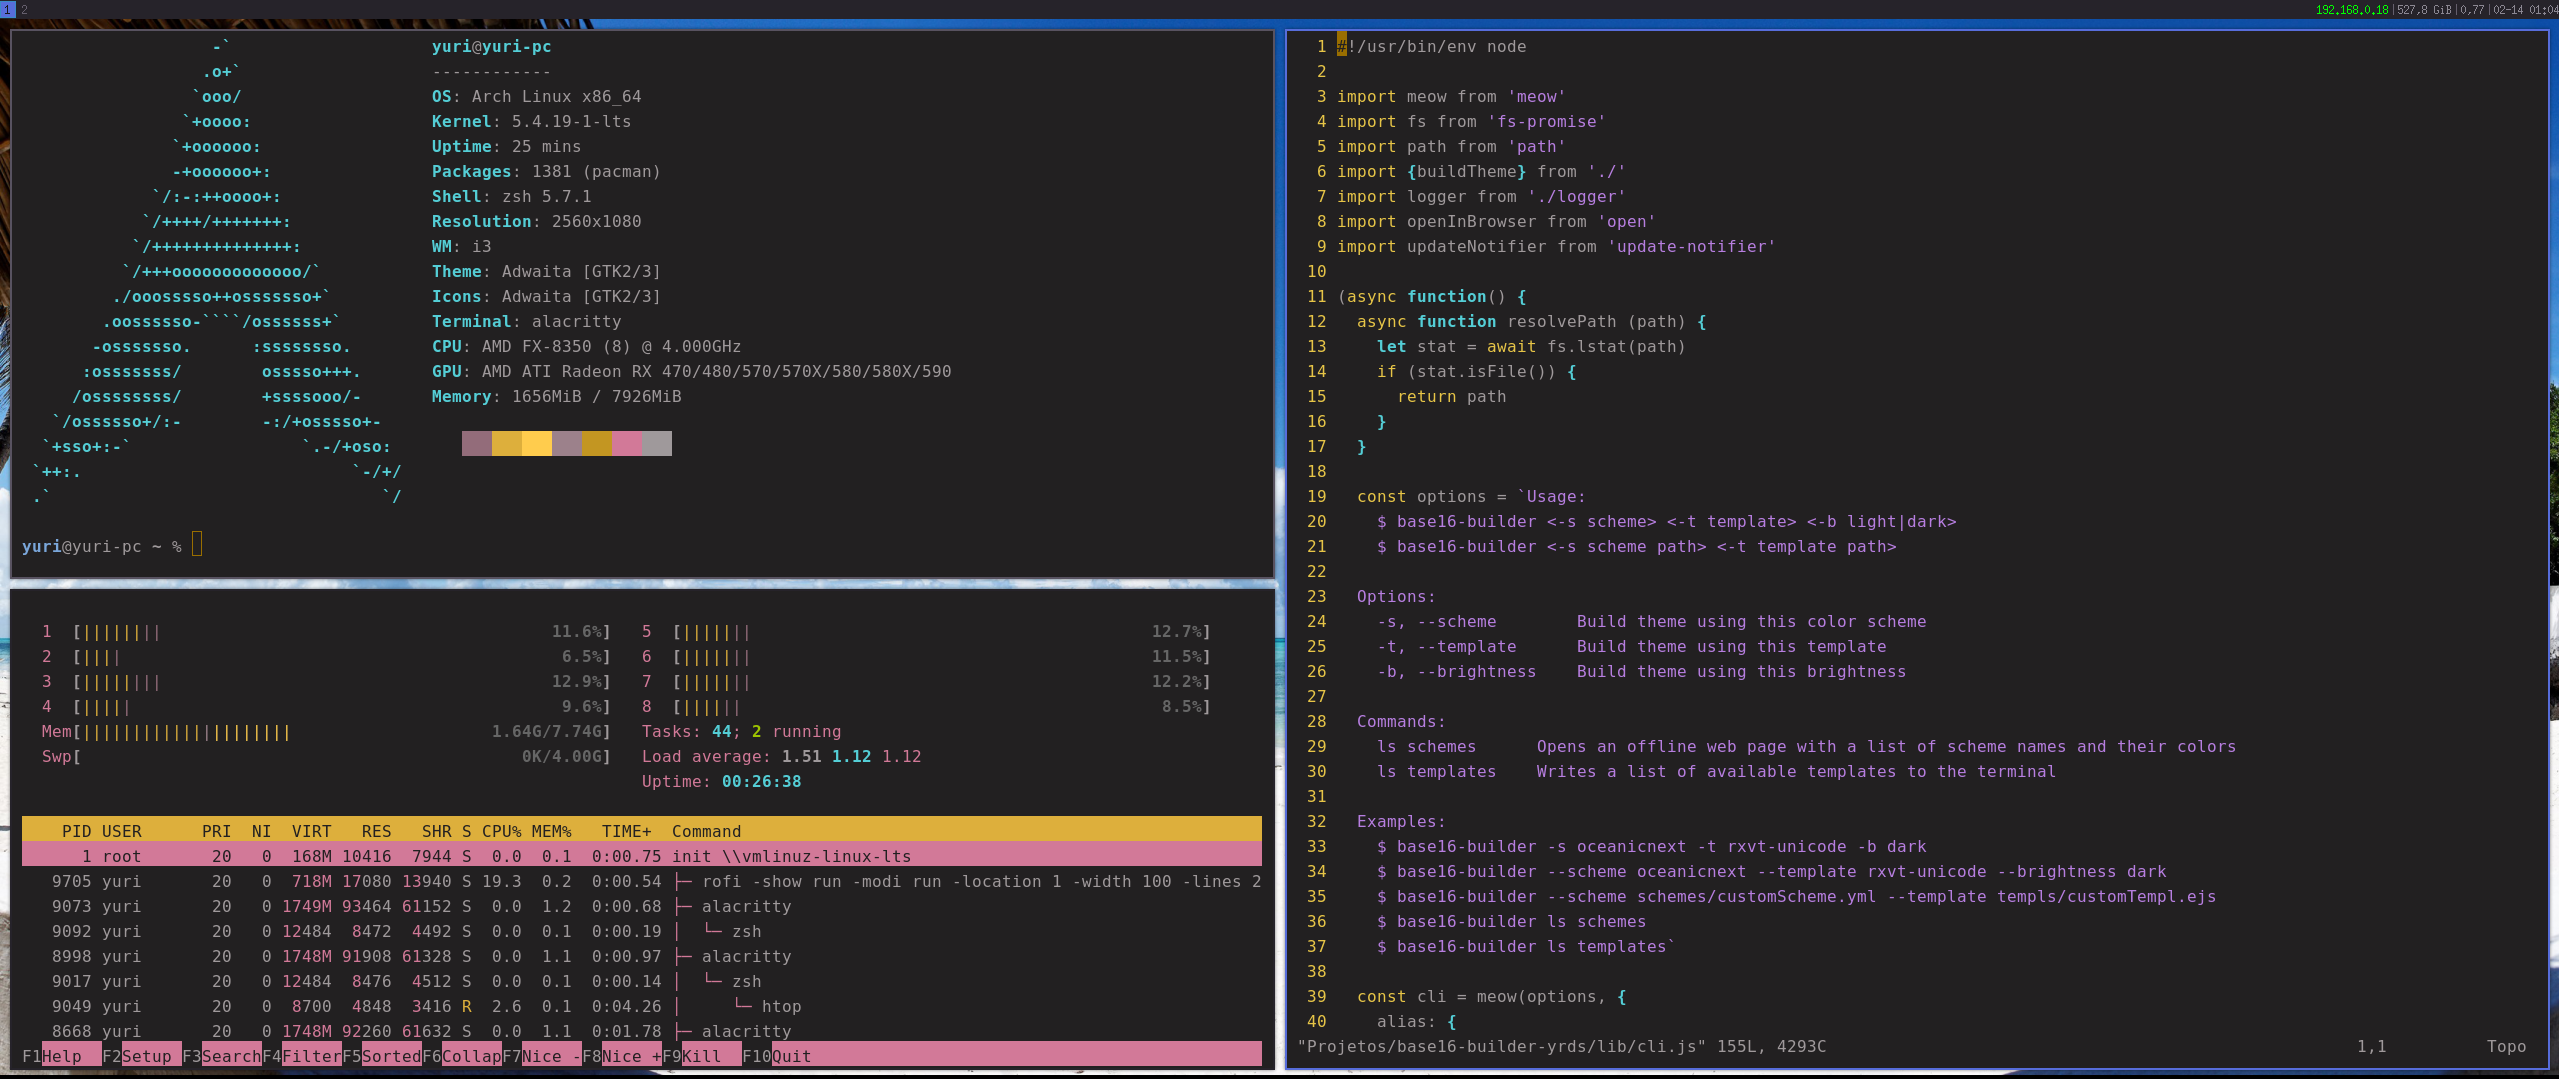 1 2
192.168.0.18|527,8 GiB|0,77|02-14 01:04
-`
.o+`
`ooo/
`+oooo:
`+oooooo:
-+oooooo+:
`/:-:++oooo+:
`/++++/+++++++:
`/++++++++++++++:
`/+++ooooooooooooo/`
./ooosssso++osssssso+`
.oossssso-````/ossssss+`
-osssssso.      :ssssssso.
:osssssss/        osssso+++.
/ossssssss/        +ssssooo/-
`/ossssso+/:-        -:/+osssso+-
`+sso+:-`                 `.-/+oso:
`++:.                           `-/+/
.`                                 `/
yuri@yuri-pc
------------
OS: Arch Linux x86_64
Kernel: 5.4.19-1-lts
Uptime: 25 mins
Packages: 1381 (pacman)
Shell: zsh 5.7.1
Resolution: 2560x1080
WM: i3
Theme: Adwaita [GTK2/3]
Icons: Adwaita [GTK2/3]
Terminal: alacritty
CPU: AMD FX-8350 (8) @ 4.000GHz
GPU: AMD ATI Radeon RX 470/480/570/570X/580/580X/590
Memory: 1656MiB / 7926MiB
yuri@yuri-pc ~ %
1  [||||||||                                       11.6%]   5  [|||||||                                        12.7%]
2  [||||                                            6.5%]   6  [|||||||                                        11.5%]
3  [||||||||                                       12.9%]   7  [|||||||                                        12.2%]
4  [|||||                                           9.6%]   8  [||||||                                          8.5%]
Mem[|||||||||||||||||||||                    1.64G/7.74G]   Tasks: 44; 2 running
Swp[                                            0K/4.00G]   Load average: 1.51 1.12 1.12
Uptime: 00:26:38
PID USER      PRI  NI  VIRT   RES   SHR S CPU% MEM%   TIME+  Command
1 root       20   0  168M 10416  7944 S  0.0  0.1  0:00.75 init \\vmlinuz-linux-lts
9705 yuri       20   0  718M 17080 13940 S 19.3  0.2  0:00.54 ├─ rofi -show run -modi run -location 1 -width 100 -lines 2
9073 yuri       20   0 1749M 93464 61152 S  0.0  1.2  0:00.68 ├─ alacritty
9092 yuri       20   0 12484  8472  4492 S  0.0  0.1  0:00.19 │  └─ zsh
8998 yuri       20   0 1748M 91908 61328 S  0.0  1.1  0:00.97 ├─ alacritty
9017 yuri       20   0 12484  8476  4512 S  0.0  0.1  0:00.14 │  └─ zsh
9049 yuri       20   0  8700  4848  3416 R  2.6  0.1  0:04.26 │     └─ htop
8668 yuri       20   0 1748M 92260 61632 S  0.0  1.1  0:01.78 ├─ alacritty
F1Help  F2Setup F3SearchF4FilterF5SortedF6CollapF7Nice -F8Nice +F9Kill  F10Quit
1 #!/usr/bin/env node
2
3 import meow from 'meow'
4 import fs from 'fs-promise'
5 import path from 'path'
6 import {buildTheme} from './'
7 import logger from './logger'
8 import openInBrowser from 'open'
9 import updateNotifier from 'update-notifier'
10
11 (async function() {
12   async function resolvePath (path) {
13     let stat = await fs.lstat(path)
14     if (stat.isFile()) {
15       return path
16     }
17   }
18
19   const options = `Usage:
20     $ base16-builder <-s scheme> <-t template> <-b light|dark>
21     $ base16-builder <-s scheme path> <-t template path>
22
23   Options:
24     -s, --scheme        Build theme using this color scheme
25     -t, --template      Build theme using this template
26     -b, --brightness    Build theme using this brightness
27
28   Commands:
29     ls schemes      Opens an offline web page with a list of scheme names and their colors
30     ls templates    Writes a list of available templates to the terminal
31
32   Examples:
33     $ base16-builder -s oceanicnext -t rxvt-unicode -b dark
34     $ base16-builder --scheme oceanicnext --template rxvt-unicode --brightness dark
35     $ base16-builder --scheme schemes/customScheme.yml --template templs/customTempl.ejs
36     $ base16-builder ls schemes
37     $ base16-builder ls templates`
38
39   const cli = meow(options, {
40     alias: {
"Projetos/base16-builder-yrds/lib/cli.js" 155L, 4293C          1,1          Topo